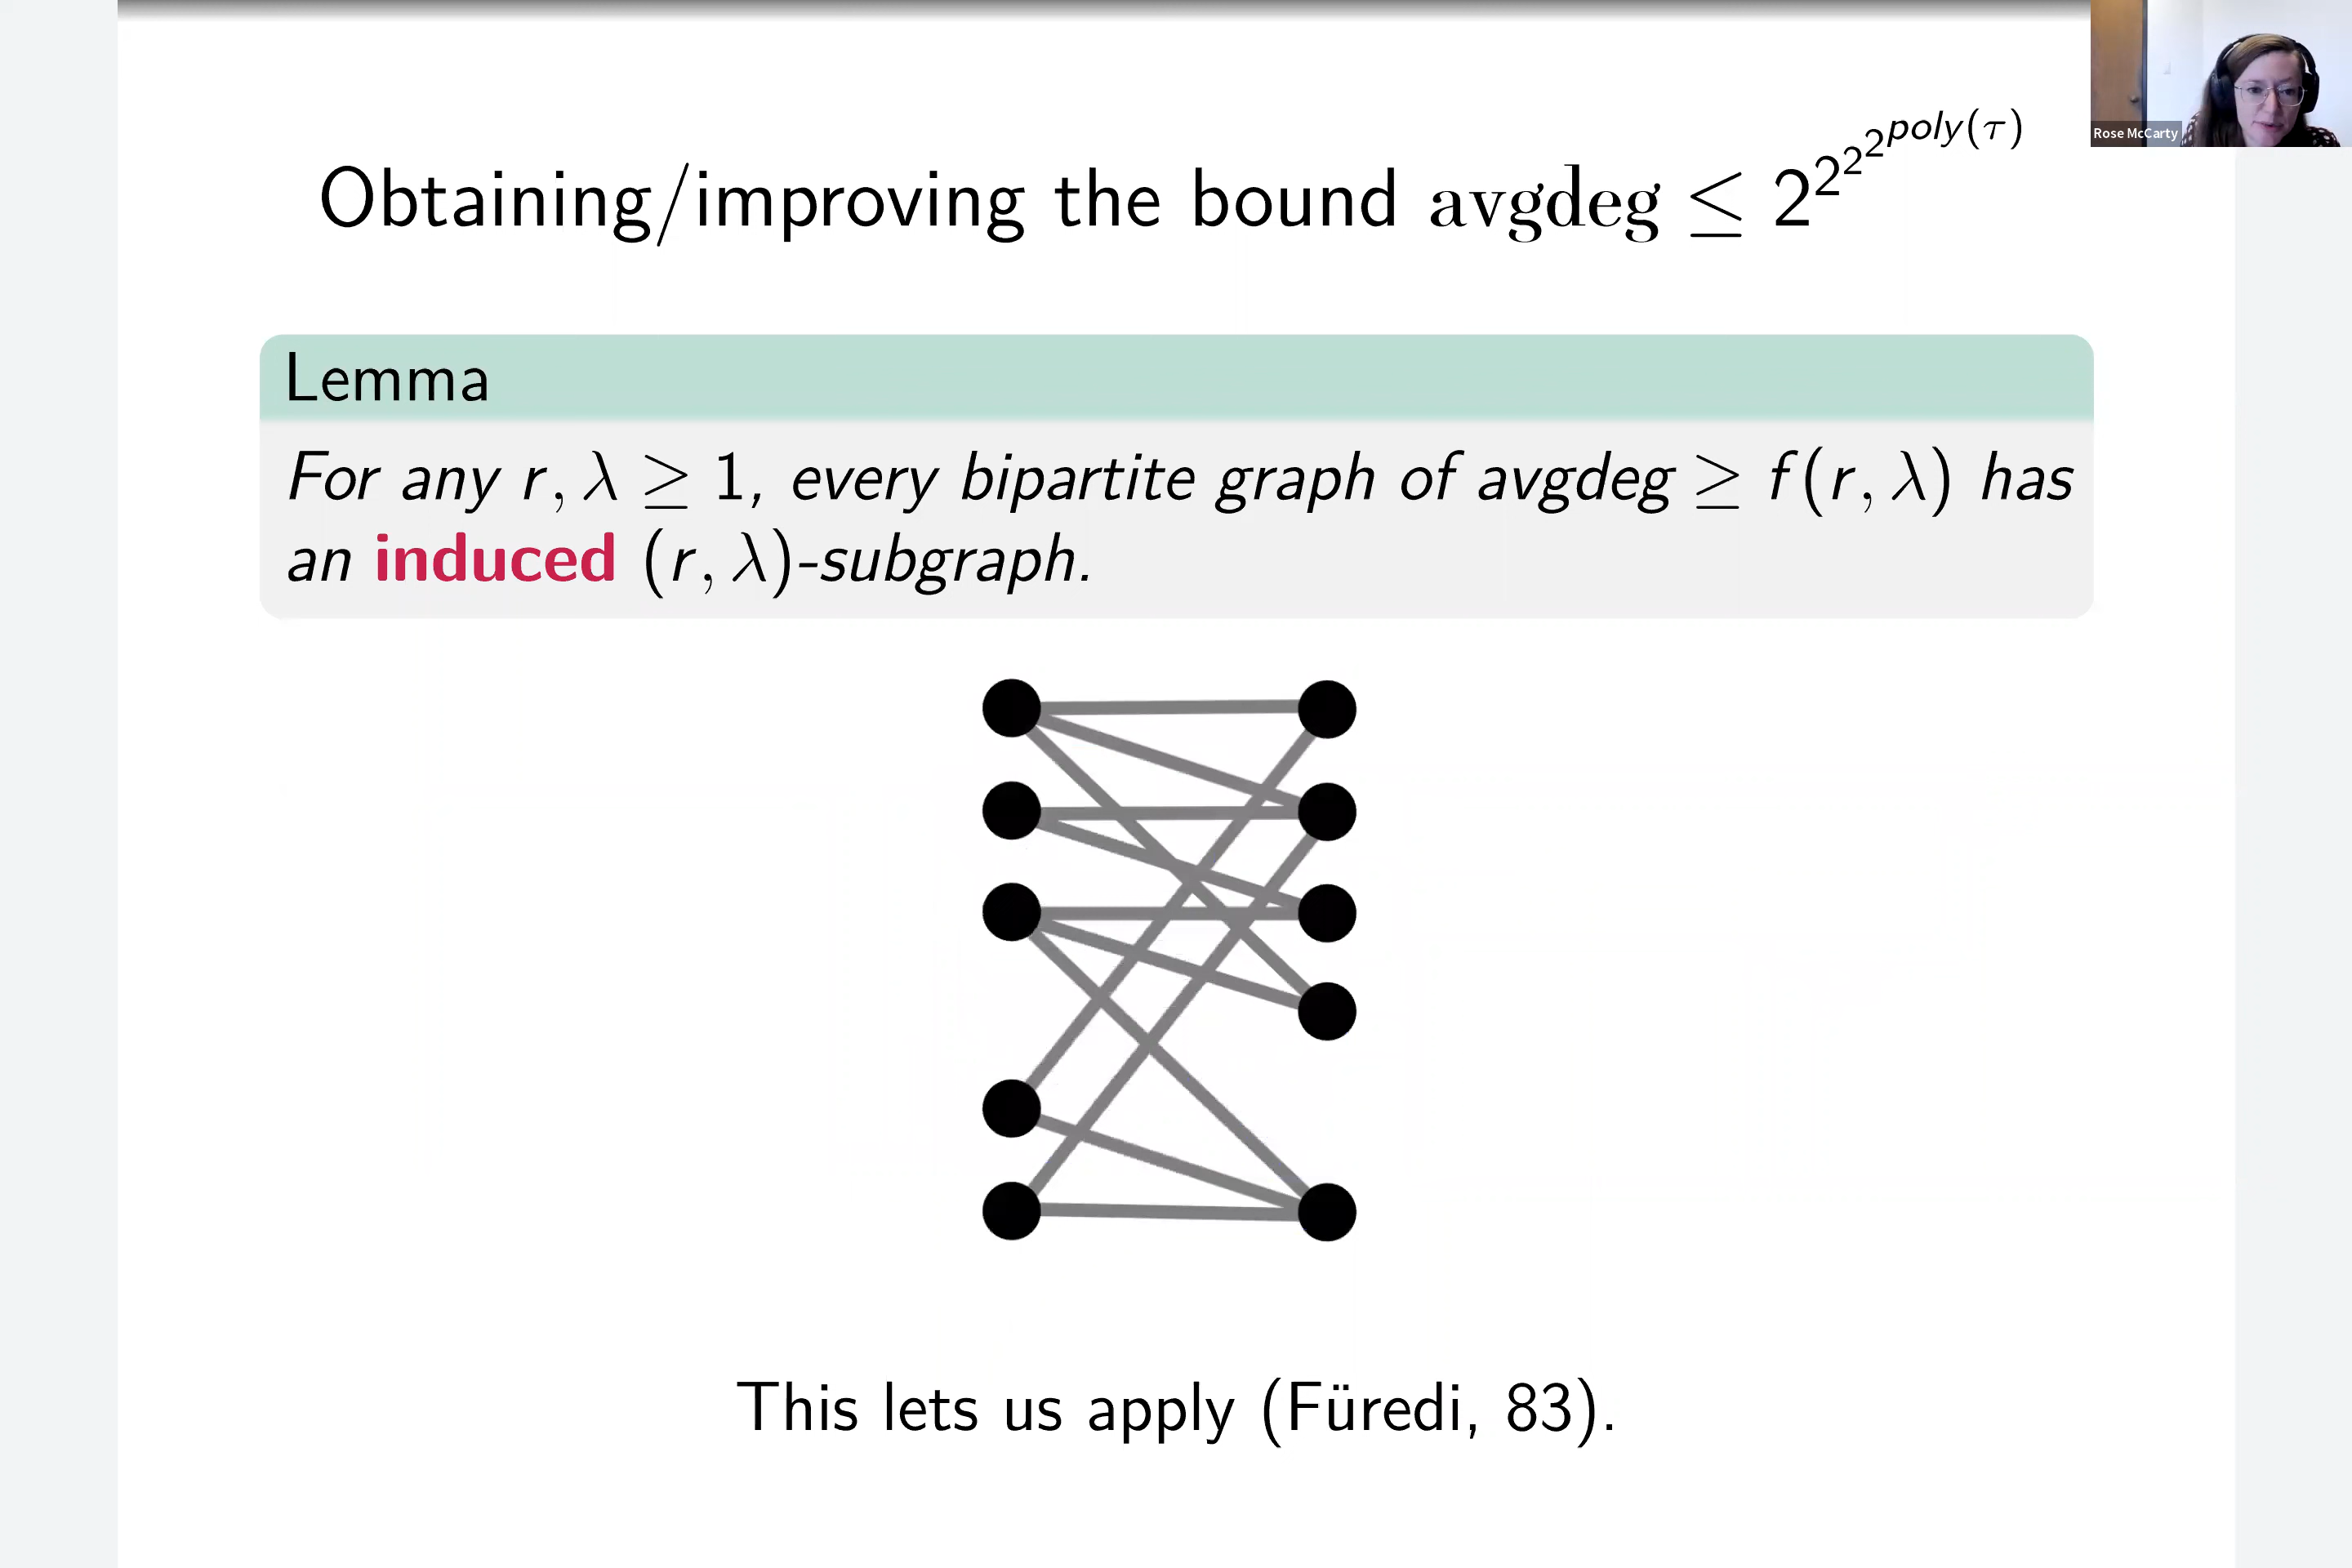 Rose McCarty
Obtaining/improving the bound avgdeg ≤ 2^{2^{2^{2^{poly(τ)}}}}
Lemma
For any r, λ ≥ 1, every bipartite graph of avgdeg ≥ f(r, λ) has
an induced (r, λ)-subgraph.
This lets us apply (Füredi, 83).